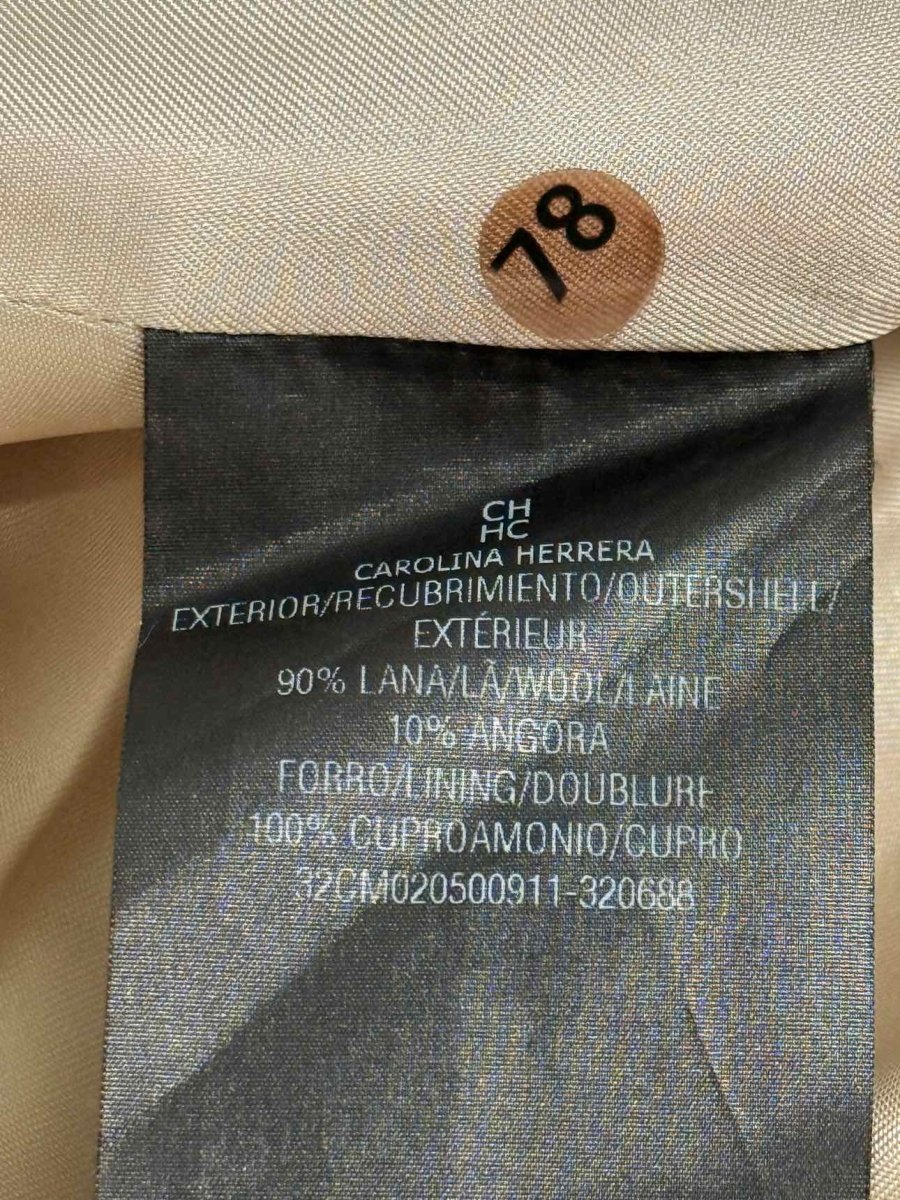 78
CH
HC
CAROLINA HERRERA
EXTERIOR/RECUBRIMIENTO/OUTERSHELL/
EXTÉRIEUR
90% LANA/LÃ/WOOL/LAINE
10% ANGORA
FORRO/LINING/DOUBLURE
100% CUPROAMONIO/CUPRO
32CM020500911-320688